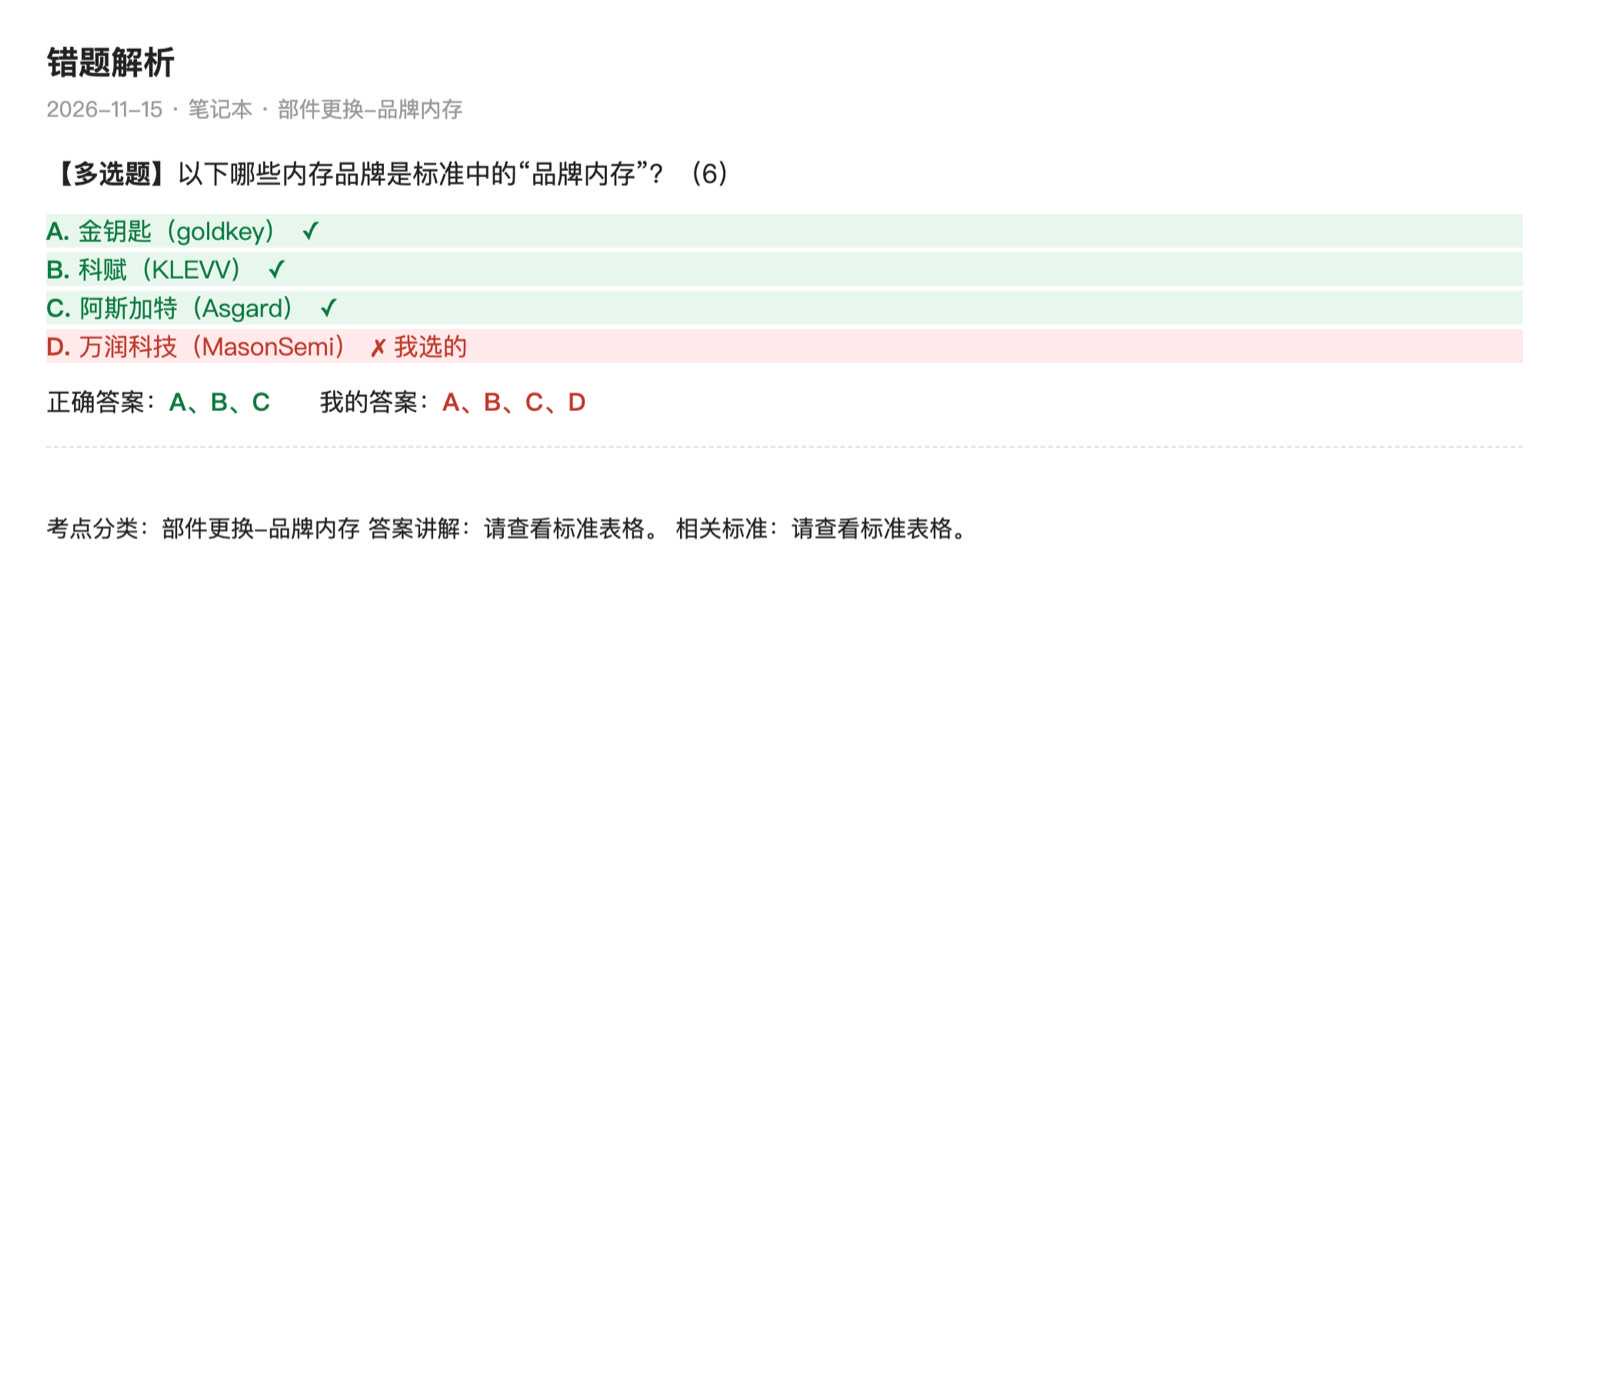 错题解析
2026-11-15 · 笔记本 · 部件更换-品牌内存
【多选题】以下哪些内存品牌是标准中的“品牌内存”？（6）
A. 金钥匙（goldkey） ✓
B. 科赋（KLEVV） ✓
C. 阿斯加特（Asgard） ✓
D. 万润科技（MasonSemi） ✗ 我选的
正确答案：A、B、C 我的答案：A、B、C、D
考点分类：部件更换-品牌内存 答案讲解：请查看标准表格。 相关标准：请查看标准表格。